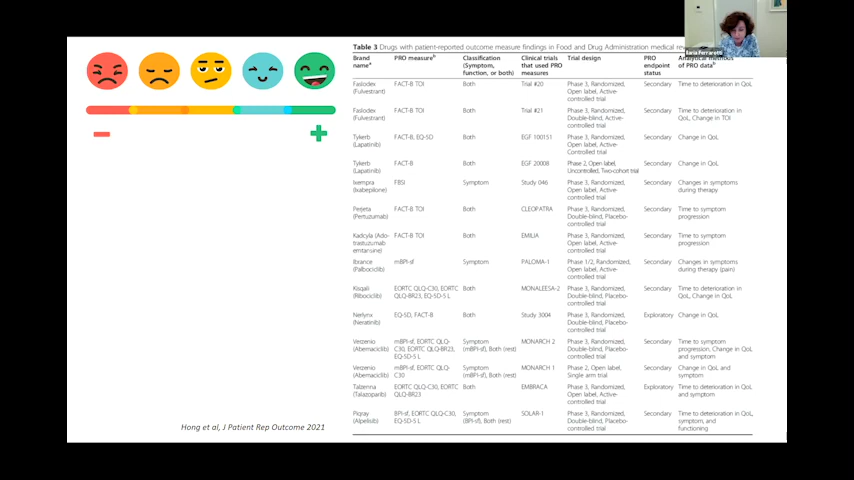 Table 3 Drugs with patient-reported outcome measure findings in Food and Drug Administration medical
Brand nameᵃ PRO measureᵇ Classification (Symptom, function, or both) Clinical trials that used PRO measures Trial design PRO endpoint status Analytical methods of PRO dataᵇ
Faslodex (Fulvestrant) FACT-B TOI Both Trial #20 Phase 3, Randomized, Open label, Active-controlled trial Secondary Time to deterioration in QoL
Faslodex (Fulvestrant) FACT-B TOI Both Trial #21 Phase 3, Randomized, Double-blind, Active-controlled trial Secondary Time to deterioration in QoL, Change in TOI
Tykerb (Lapatinib) FACT-B, EQ-5D Both EGF 100151 Phase 3, Randomized, Open label, Active-Controlled trial Secondary Change in QoL
Tykerb (Lapatinib) FACT-B Both EGF 20008 Phase 2, Open label, Uncontrolled, Two-cohort trial Secondary Change in QoL
Ixempra (Ixabepilone) FBSI Symptom Study 046 Phase 3, Randomized, Open label, Active-controlled trial Secondary Changes in symptoms during therapy
Perjeta (Pertuzumab) FACT-B TOI Both CLEOPATRA Phase 3, Randomized, Double-blind, Placebo-controlled trial Secondary Time to symptom progression
Kadcyla (Ado-trastuzumab emtansine) FACT-B TOI Both EMILIA Phase 3, Randomized, Open label, Active-controlled trial Secondary Time to symptom progression
Ibrance (Palbociclib) mBPI-sf Symptom PALOMA-1 Phase 1/2, Randomized, Open label, Active-controlled trial Secondary Changes in symptoms during therapy (pain)
Kisqali (Ribociclib) EORTC QLQ-C30, EORTC QLQ-BR23, EQ-5D-5 L Both MONALEESA-2 Phase 3, Randomized, Double-blind, Placebo-controlled trial Secondary Time to deterioration in QoL, Change in QoL
Nerlynx (Neratinib) EQ-5D, FACT-B Both Study 3004 Phase 3, Randomized, Double-blind, Placebo-controlled trial Exploratory Change in QoL
Verzenio (Abemaciclib) mBPI-sf, EORTC QLQ-C30, EORTC QLQ-BR23, EQ-5D-5 L Symptom (mBPI-sf), Both (rest) MONARCH 2 Phase 3, Randomized, Double-blind, Placebo-controlled trial Secondary Time to symptom progression, Change in QoL and symptom
Verzenio (Abemaciclib) mBPI-sf, EORTC QLQ-C30 Symptom (mBPI-sf), Both (rest) MONARCH 1 Phase 2, Open label, Single arm trial Secondary Change in QoL and symptom
Talzenna (Talazoparib) EORTC QLQ-C30, EORTC QLQ-BR23 Both EMBRACA Phase 3, Randomized, Open label, Active-controlled trial Exploratory Time to deterioration in QoL and symptom
Piqray (Alpelisib) BPI-sf, EORTC QLQ-C30, EQ-5D-5 L Symptom (BPI-sf), Both (rest) SOLAR-1 Phase 3, Randomized, Double-blind, Placebo-controlled trial Secondary Time to deterioration in QoL, symptom, and functioning
Hong et al, J Patient Rep Outcome 2021